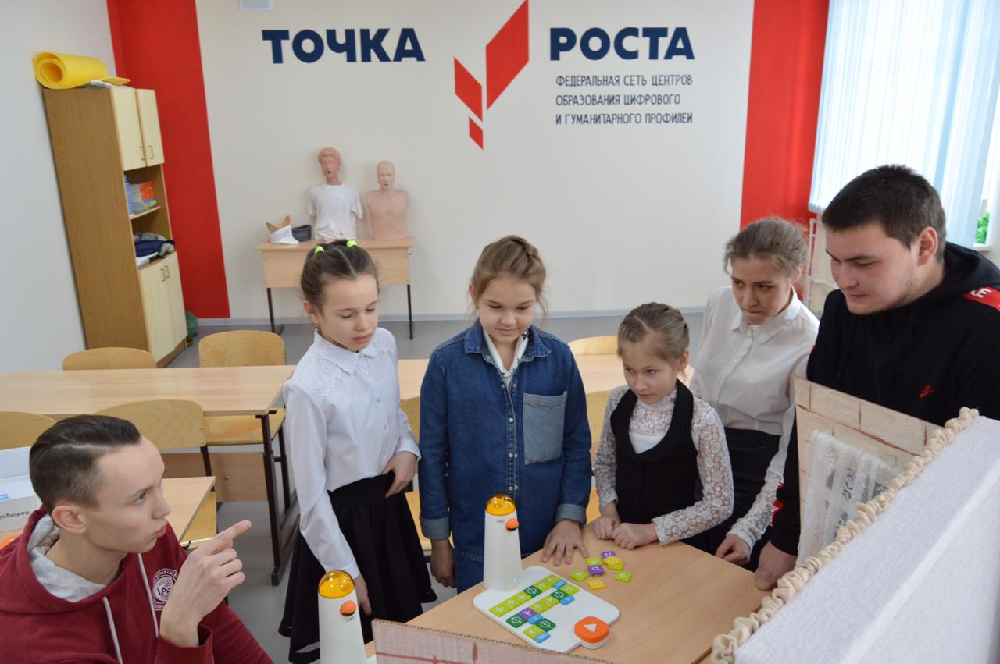 ТОЧКА РОСТА
ФЕДЕРАЛЬНАЯ СЕТЬ ЦЕНТРОВ
ОБРАЗОВАНИЯ ЦИФРОВОГО
И ГУМАНИТАРНОГО ПРОФИЛЕЙ